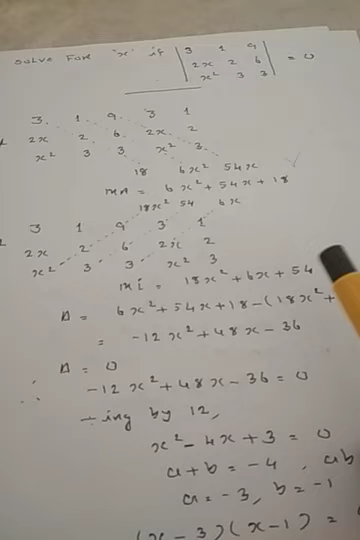 SOLVE FOR 'x' if | 3 1 9 |
| 2x 2 6 | = 0
| x² 3 3 |
3 1 9 3 1
2x 2 6 2x 2
x² 3 3 x² 3
18 6x² 54x
MA = 6x² + 54x + 18
18x² 54 6x
3 1 9 3 1
2x 2 6 2x 2
x² 3 3 x² 3
MI = 18x² + 6x + 54
Δ = 6x² + 54x + 18 - (18x² +
= -12x² + 48x - 36
Δ = 0
∴ -12x² + 48x - 36 = 0
÷ing by 12,
x² - 4x + 3 = 0
a + b = -4, ab
a = -3, b = -1
(x - 3)(x - 1) =